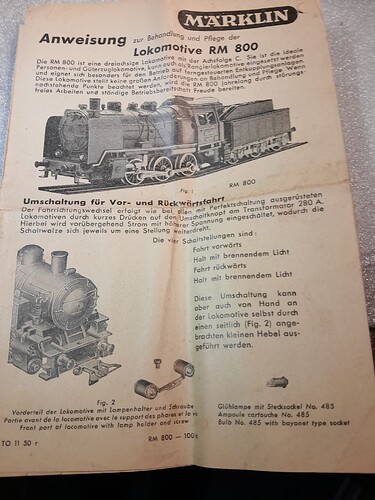 MÄRKLIN
Anweisung zur Behandlung und Pflege der
Lokomotive RM 800
Die RM 800 ist eine dreiachsige Lokomotive mit der Achsfolge C. Sie ist die ideale
Personen- und Güterzuglokomotive, kann auch als Rangierlokomotive eingesetzt werden
und eignet sich besonders für den Betrieb auf ferngesteuerten Entkupplungsanlagen.
Diese Lokomotive stellt keine großen Anforderungen an Behandlung und Pflege. Wenn
nachstehende Punkte beachtet werden, wird die RM 800 jahrelang durch störungs-
freies Arbeiten und ständige Betriebsbereitschaft Freude bereiten.
Fig. 1
RM 800
Umschaltung für Vor- und Rückwärtsfahrt
Der Fahrtrichtungswechsel erfolgt wie bei allen mit Perfektschaltung ausgerüsteten
Lokomotiven durch kurzes Drücken auf den Umschaltknopf am Transformator 280 A.
Hierbei wird vorübergehend Strom mit höherer Spannung eingeschaltet, wodurch die
Schaltwalze sich jeweils um eine Stellung weiterdreht.
Die vier Schaltstellungen sind:
Fahrt vorwärts
Halt mit brennendem Licht
Fahrt rückwärts
Halt mit brennendem Licht
Diese Umschaltung kann
aber auch von Hand an
der Lokomotive selbst durch
einen seitlich (Fig. 2) ange-
brachten kleinen Hebel aus-
geführt werden.
Fig. 2
Vorderteil der Lokomotive mit Lampenhalter und Schraube
Partie avant de la locomotive avec le support des phares et la
Front part of locomotive with lamp holder and screw
Glühlampe mit Stecksockel No. 485
Ampoule cartouche No. 485
Bulb No. 485 with bayonet type socket
TO 11 50 r
RM 800 — 100